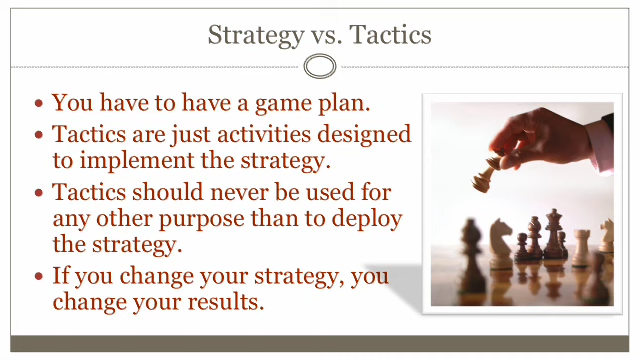 Strategy vs. Tactics
• You have to have a game plan.
• Tactics are just activities designed
to implement the strategy.
• Tactics should never be used for
any other purpose than to deploy
the strategy.
• If you change your strategy, you
change your results.